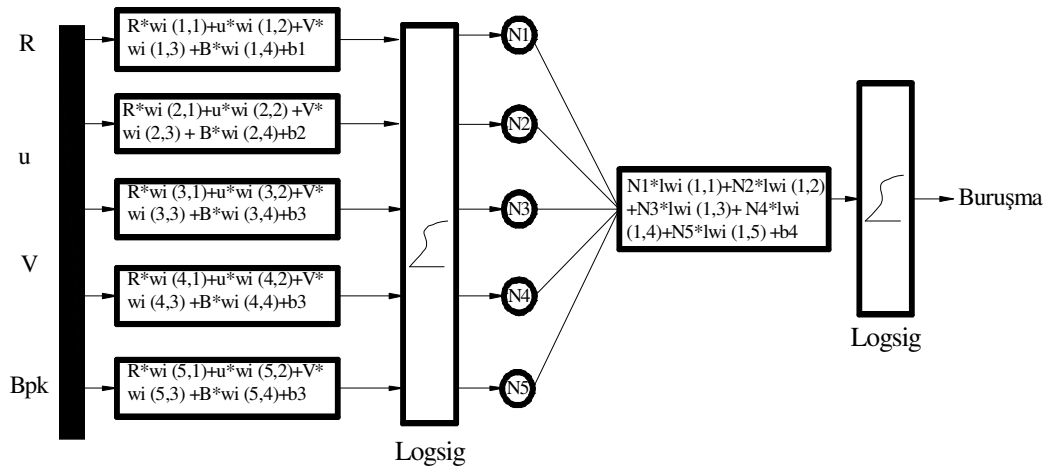 R
u
V
Bpk
R*wi (1,1)+u*wi (1,2)+V*
wi (1,3) +B*wi (1,4)+b1
R*wi (2,1)+u*wi (2,2) +V*
wi (2,3) + B*wi (2,4)+b2
R*wi (3,1)+u*wi (3,2)+V*
wi (3,3) +B*wi (3,4)+b3
R*wi (4,1)+u*wi (4,2)+V*
wi (4,3) +B*wi (4,4)+b3
R*wi (5,1)+u*wi (5,2)+V*
wi (5,3) +B*wi (5,4)+b3
Logsig
N1
N2
N3
N4
N5
N1*lwi (1,1)+N2*lwi (1,2)
+N3*lwi (1,3)+ N4*lwi
(1,4)+N5*lwi (1,5) +b4
Logsig
Buruşma